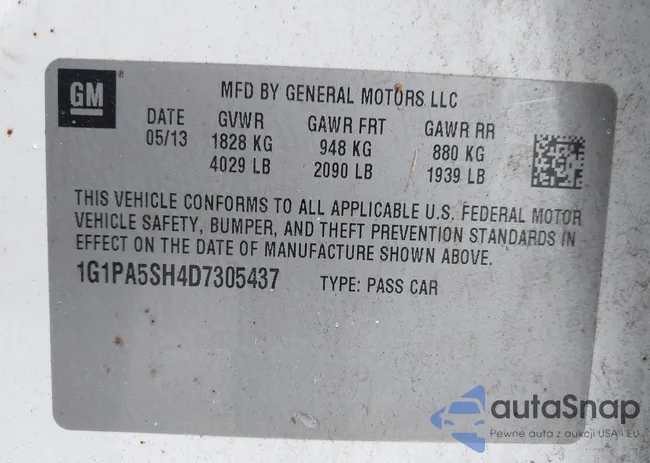 GM
MFD BY GENERAL MOTORS LLC
DATE GVWR GAWR FRT GAWR RR
05/13 1828 KG 948 KG 880 KG
4029 LB 2090 LB 1939 LB
THIS VEHICLE CONFORMS TO ALL APPLICABLE U.S. FEDERAL MOTOR
VEHICLE SAFETY, BUMPER, AND THEFT PREVENTION STANDARDS IN
EFFECT ON THE DATE OF MANUFACTURE SHOWN ABOVE.
1G1PA5SH4D7305437 TYPE: PASS CAR
autoSnap
Pewne auta z aukcji USA i EU